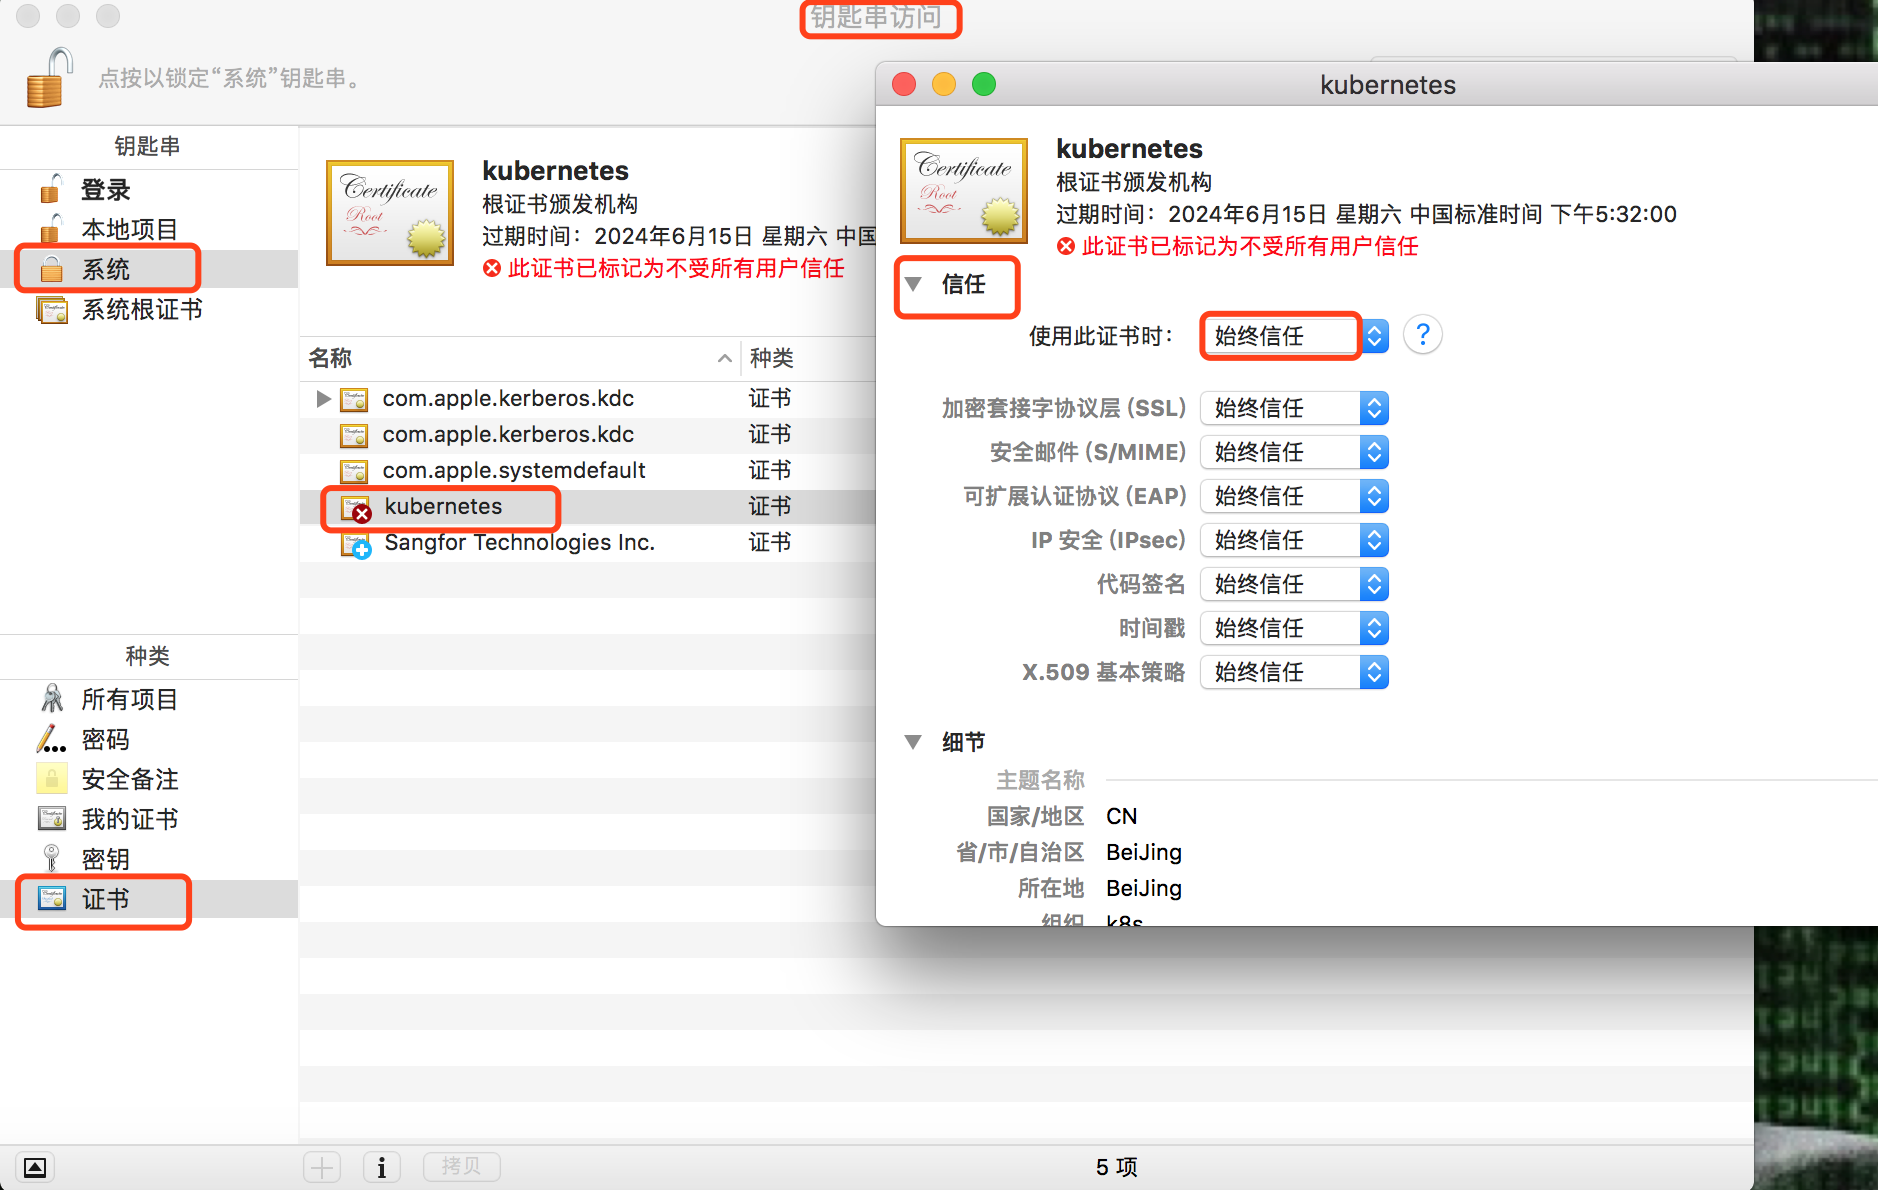 钥匙串访问
点按以锁定“系统”钥匙串。
钥匙串
登录
本地项目
系统
系统根证书
种类
所有项目
密码
安全备注
我的证书
密钥
证书
Certificate
Root
kubernetes
根证书颁发机构
过期时间：2024年6月15日 星期六 中国
此证书已标记为不受所有用户信任
名称 种类
com.apple.kerberos.kdc 证书
com.apple.kerberos.kdc 证书
com.apple.systemdefault 证书
kubernetes 证书
Sangfor Technologies Inc. 证书
拷贝
5 项
kubernetes
Certificate
Root
kubernetes
根证书颁发机构
过期时间：2024年6月15日 星期六 中国标准时间 下午5:32:00
此证书已标记为不受所有用户信任
信任
使用此证书时： 始终信任 ?
加密套接字协议层 (SSL) 始终信任
安全邮件 (S/MIME) 始终信任
可扩展认证协议 (EAP) 始终信任
IP 安全 (IPsec) 始终信任
代码签名 始终信任
时间戳 始终信任
X.509 基本策略 始终信任
细节
主题名称
国家/地区 CN
省/市/自治区 BeiJing
所在地 BeiJing
组织 k8s